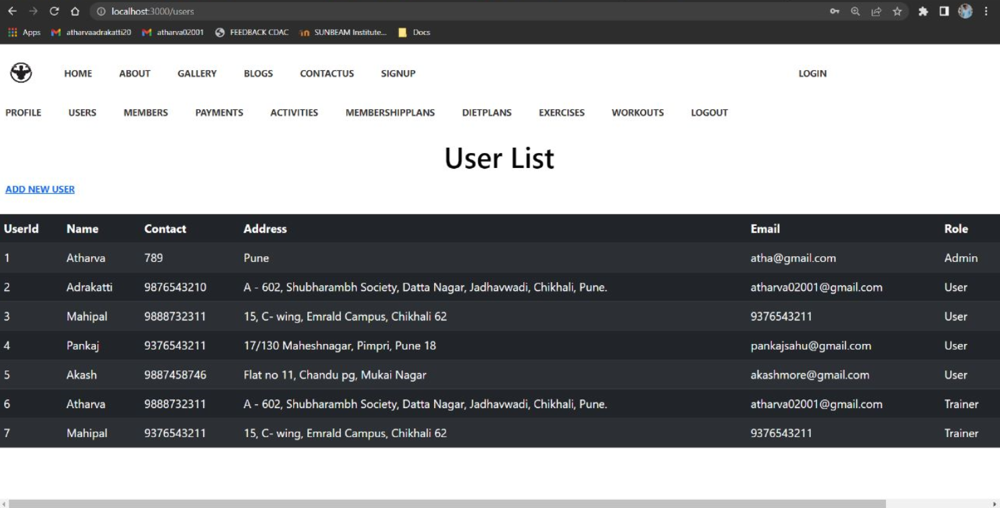 localhost:3000/users
Apps atharvaadrakatti20 atharva02001 FEEDBACK CDAC SUNBEAM Institute... Docs
HOME ABOUT GALLERY BLOGS CONTACTUS SIGNUP LOGIN
PROFILE USERS MEMBERS PAYMENTS ACTIVITIES MEMBERSHIPPLANS DIETPLANS EXERCISES WORKOUTS LOGOUT
User List
ADD NEW USER
UserId Name Contact Address Email Role
1 Atharva 789 Pune atha@gmail.com Admin
2 Adrakatti 9876543210 A - 602, Shubharambh Society, Datta Nagar, Jadhavwadi, Chikhali, Pune. atharva02001@gmail.com User
3 Mahipal 9888732311 15, C- wing, Emrald Campus, Chikhali 62 9376543211 User
4 Pankaj 9376543211 17/130 Maheshnagar, Pimpri, Pune 18 pankajsahu@gmail.com User
5 Akash 9887458746 Flat no 11, Chandu pg, Mukai Nagar akashmore@gmail.com User
6 Atharva 9888732311 A - 602, Shubharambh Society, Datta Nagar, Jadhavwadi, Chikhali, Pune. atharva02001@gmail.com Trainer
7 Mahipal 9376543211 15, C- wing, Emrald Campus, Chikhali 62 9376543211 Trainer